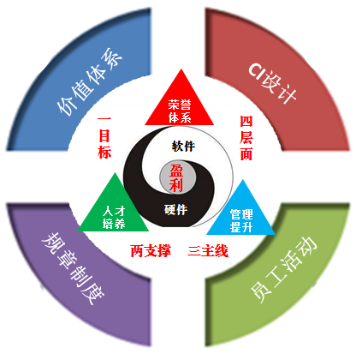 价值体系
CI设计
荣誉
体系
一
目
标
四
层
面
软件
盈
利
硬件
人才
培养
管理
提升
两支撑 三主线
规章制度
员工活动